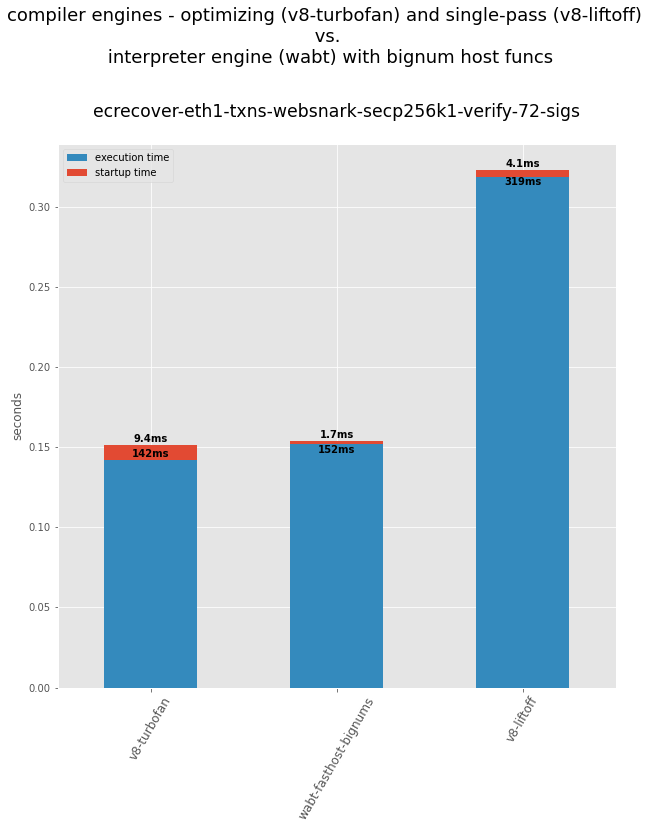 compiler engines - optimizing (v8-turbofan) and single-pass (v8-liftoff)
vs.
interpreter engine (wabt) with bignum host funcs
ecrecover-eth1-txns-websnark-secp256k1-verify-72-sigs
execution time
startup time
4.1ms
319ms
0.30
0.25
0.20
9.4ms
1.7ms
142ms
152ms
0.15
seconds
0.10
0.05
0.00
v8-turbofan
wabt-fasthost-bignums
v8-liftoff